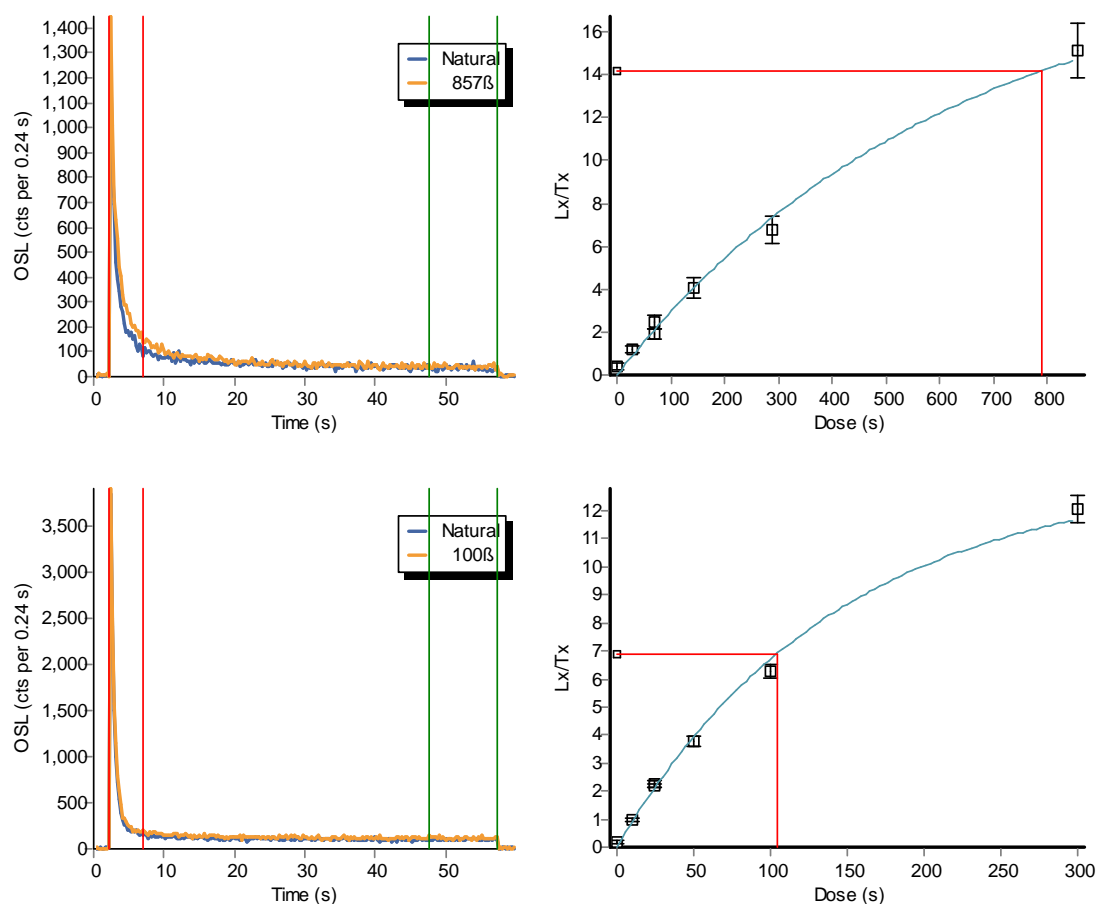 1,400
1,300
1,200
1,100
1,000
900
800
700
600
500
400
300
200
100
0
OSL (cts per 0.24 s)
Natural
857ß
0 10 20 30 40 50
Time (s)
16
14
12
10
8
6
4
2
0
Lx/Tx
0 100 200 300 400 500 600 700 800
Dose (s)
3,500
3,000
2,500
2,000
1,500
1,000
500
0
OSL (cts per 0.24 s)
Natural
100ß
0 10 20 30 40 50
Time (s)
12
11
10
9
8
7
6
5
4
3
2
1
0
Lx/Tx
0 50 100 150 200 250 300
Dose (s)